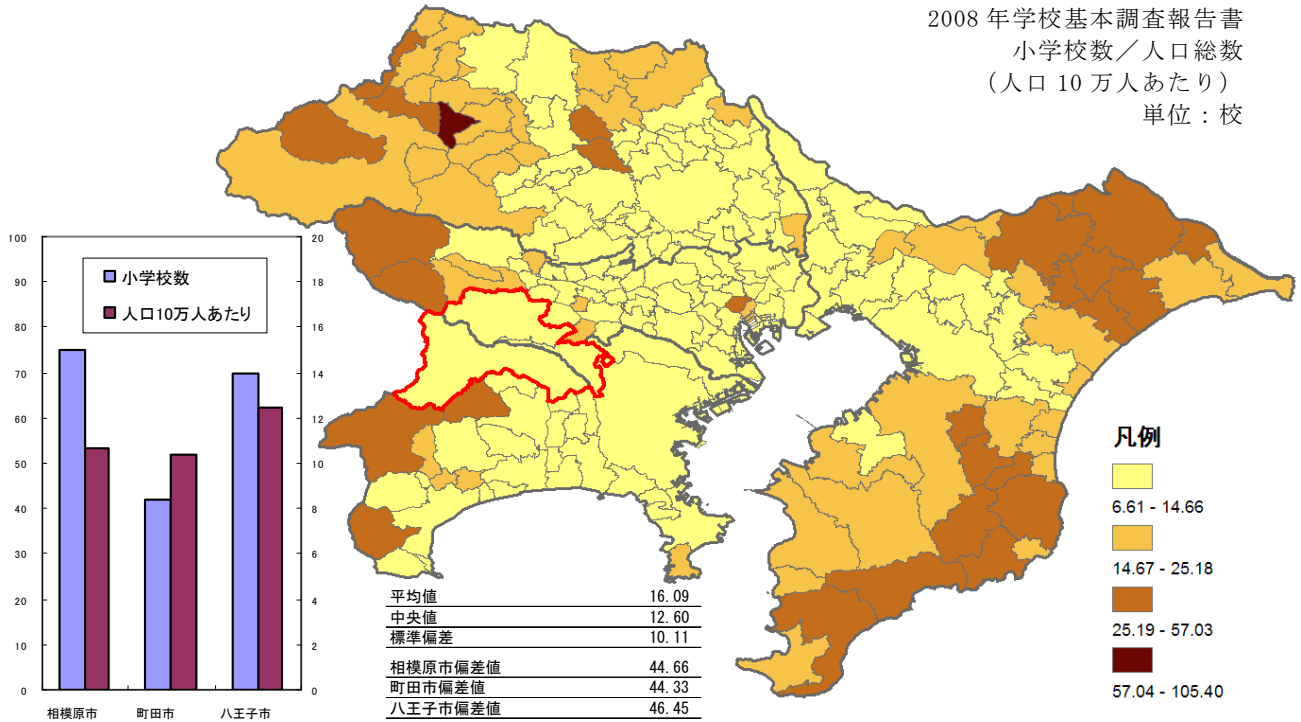 2008 年学校基本調査報告書
小学校数／人口総数
（人口 10 万人あたり）
単位：校
100
90
80
70
60
50
40
30
20
10
0
20
18
16
14
12
10
8
6
4
2
0
小学校数
人口10万人あたり
相模原市
町田市
八王子市
平均値 16.09
中央値 12.60
標準偏差 10.11
相模原市偏差値 44.66
町田市偏差値 44.33
八王子市偏差値 46.45
凡例
6.61 - 14.66
14.67 - 25.18
25.19 - 57.03
57.04 - 105.40